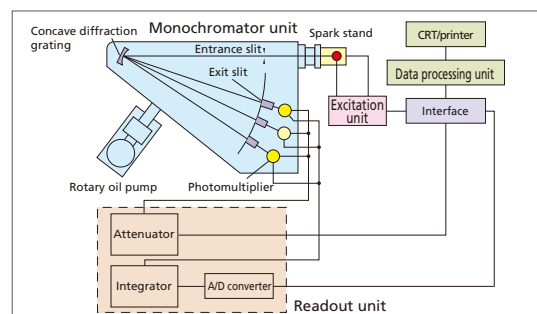 Concave diffraction
grating
Monochromator unit
Spark stand
CRT/printer
Entrance slit
Data processing unit
Exit slit
Excitation
unit
Interface
Rotary oil pump
Photomultiplier
Attenuator
Integrator
A/D converter
Readout unit